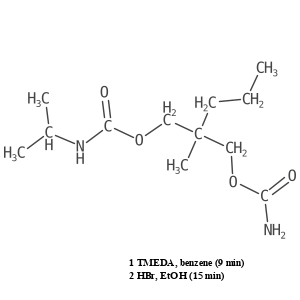 CH₃
H₂C
CH₂
H₂
C
O
H₃C
C
CH
H₃C
N
H
O
C
H₃C
CH₂
O
O
C
NH₂
1 TMEDA, benzene (9 min)
2 HBr, EtOH (15 min)